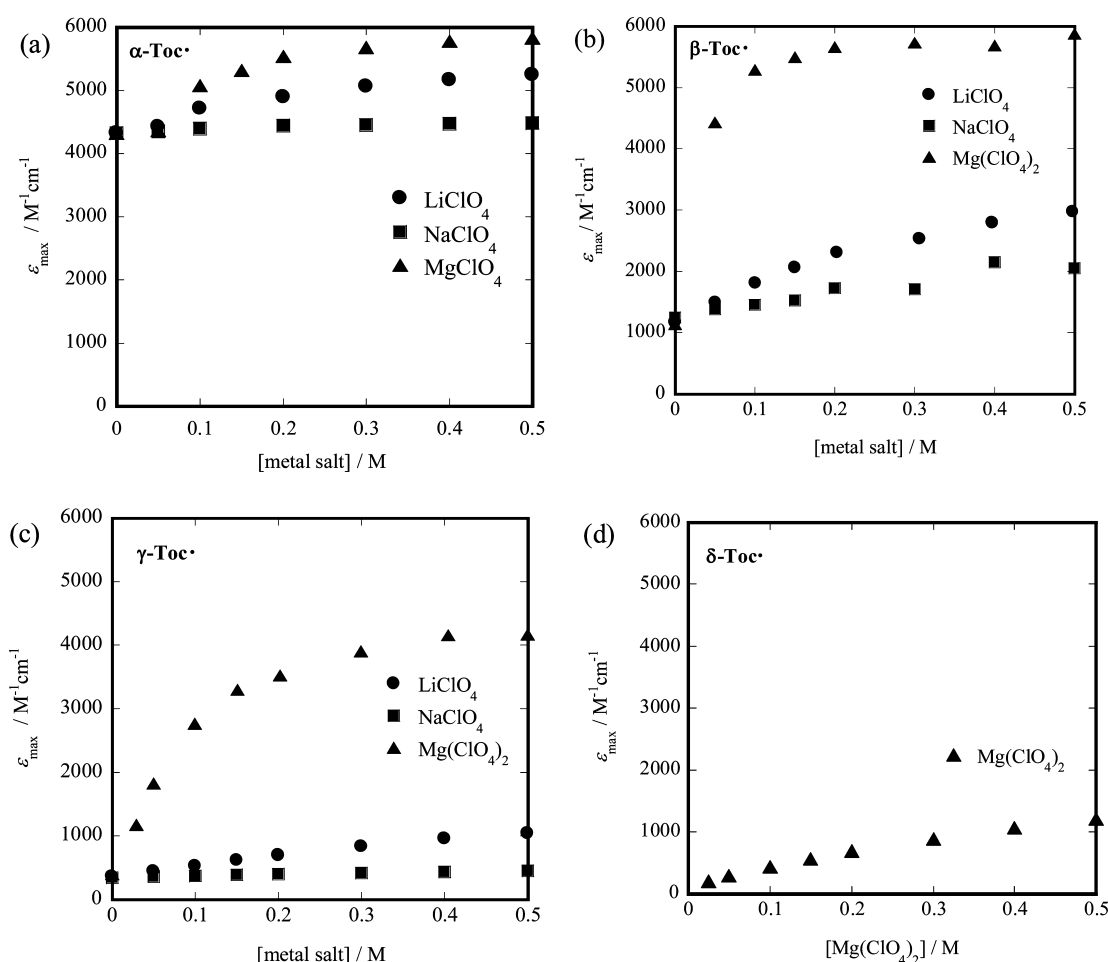 (a)
α-Toc•
6000
5000
4000
3000
2000
1000
0
εmax / M⁻¹cm⁻¹
LiClO₄
NaClO₄
MgClO₄
0 0.1 0.2 0.3 0.4 0.5
[metal salt] / M
(b)
β-Toc•
6000
5000
4000
3000
2000
1000
0
εmax / M⁻¹cm⁻¹
LiClO₄
NaClO₄
Mg(ClO₄)₂
0 0.1 0.2 0.3 0.4 0.5
[metal salt] / M
(c)
γ-Toc•
6000
5000
4000
3000
2000
1000
0
εmax / M⁻¹cm⁻¹
LiClO₄
NaClO₄
Mg(ClO₄)₂
0 0.1 0.2 0.3 0.4 0.5
[metal salt] / M
(d)
δ-Toc•
6000
5000
4000
3000
2000
1000
0
εmax / M⁻¹cm⁻¹
Mg(ClO₄)₂
0 0.1 0.2 0.3 0.4 0.5
[Mg(ClO₄)₂] / M